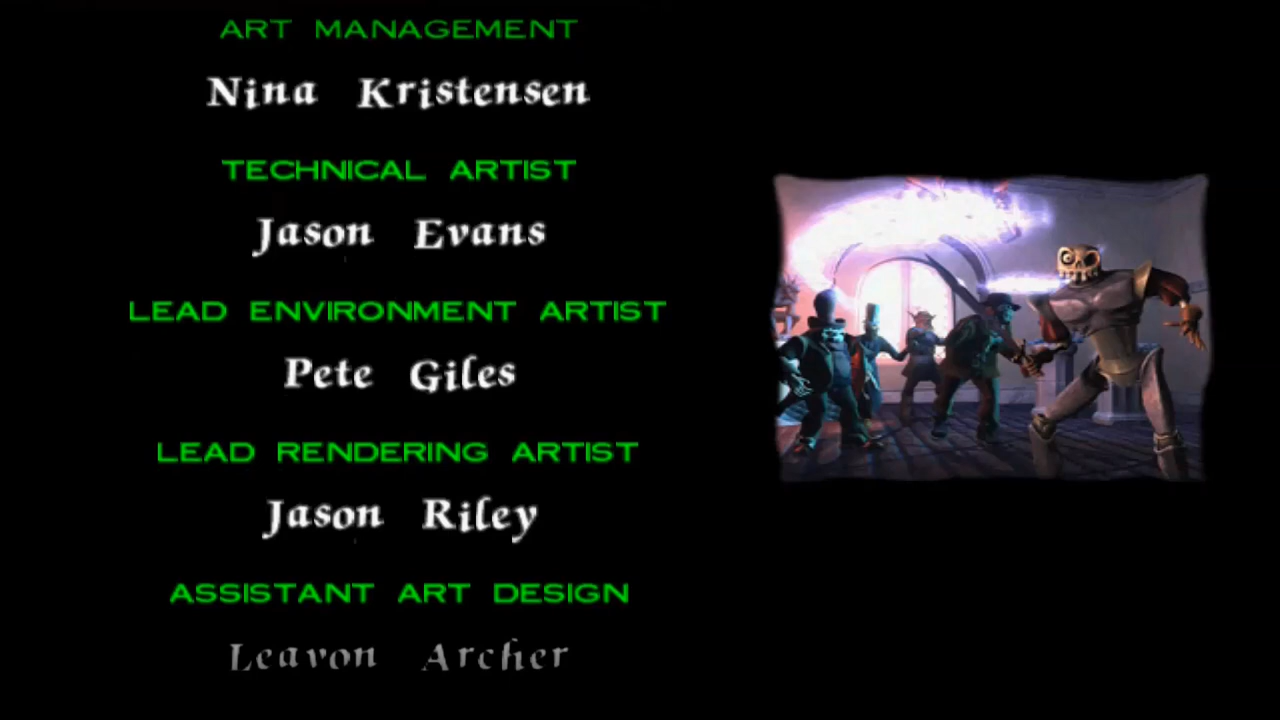 ART MANAGEMENT
Nina Kristensen
TECHNICAL ARTIST
Jason Evans
LEAD ENVIRONMENT ARTIST
Pete Giles
LEAD RENDERING ARTIST
Jason Riley
ASSISTANT ART DESIGN
Leavon Archer